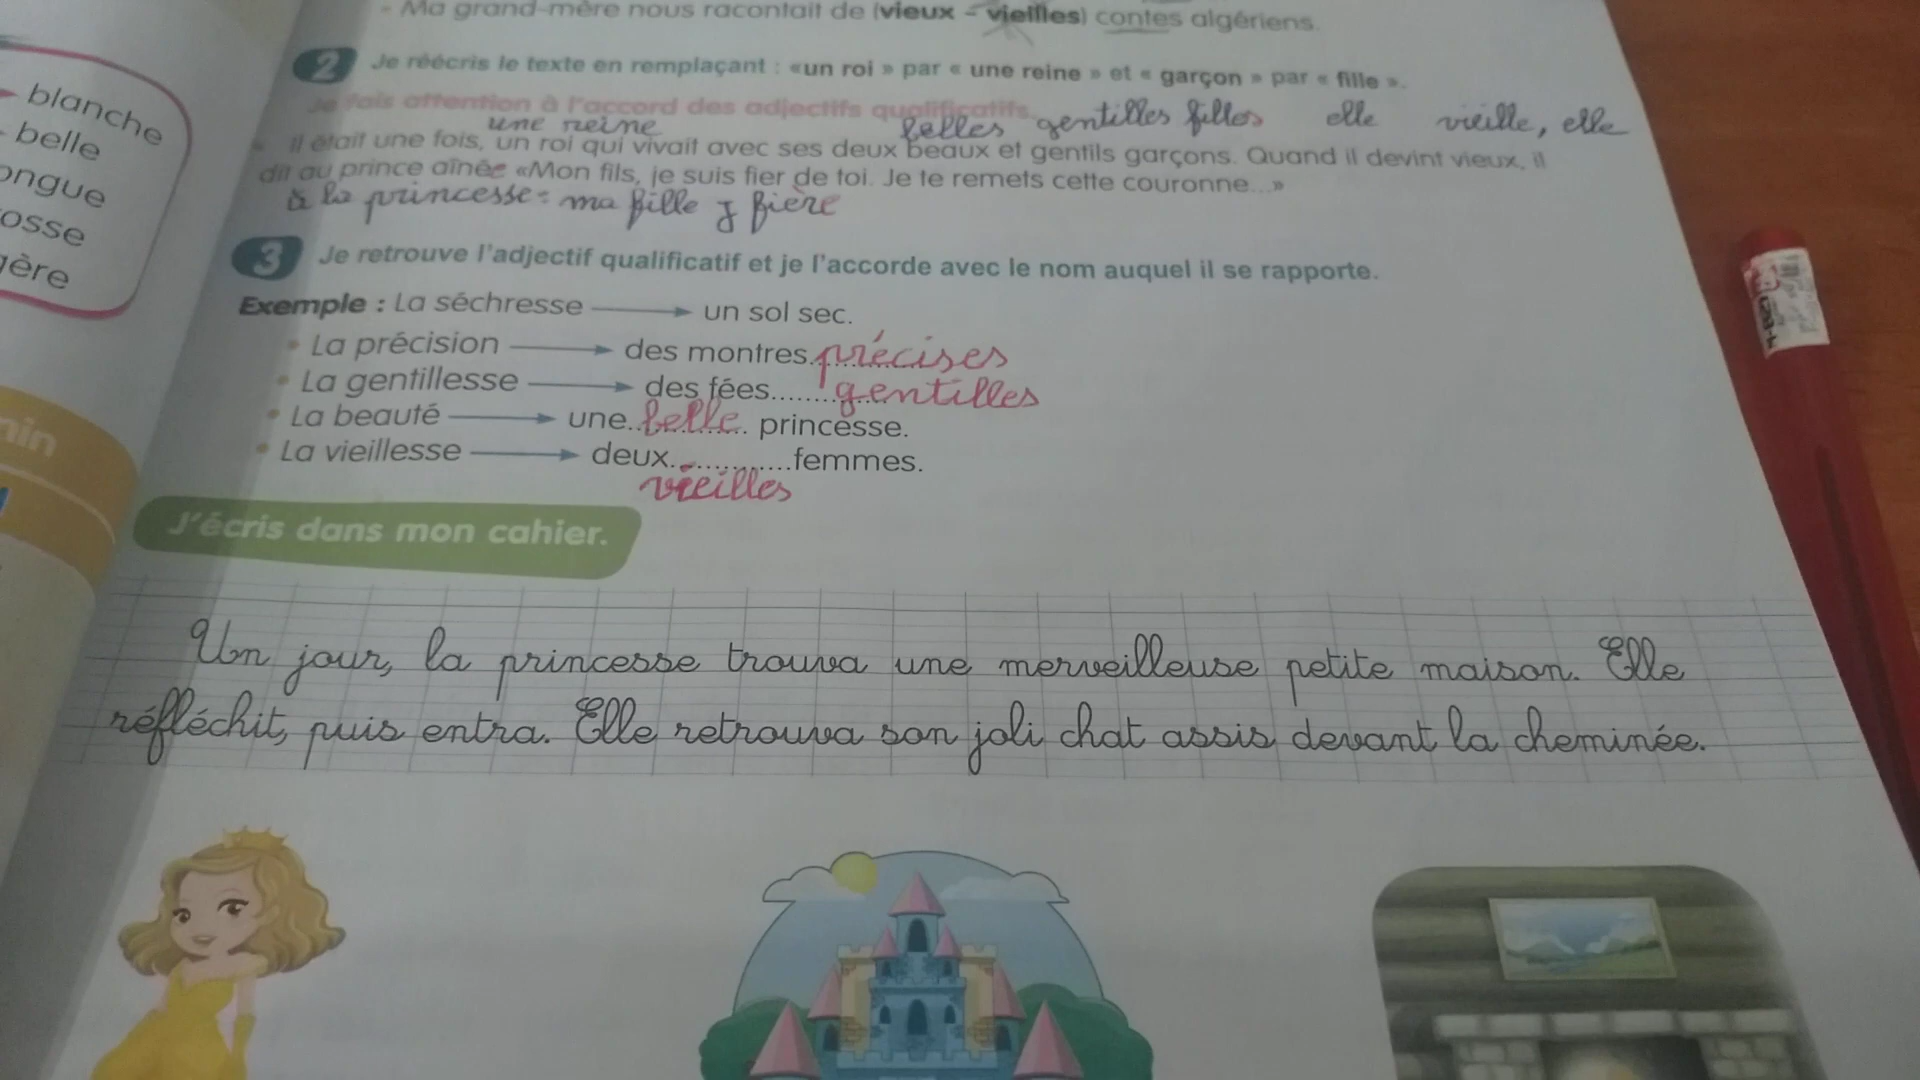 - Ma grand-mère nous racontait de (vieux - vieilles) contes algériens.
2 Je réécris le texte en remplaçant : «un roi » par « une reine » et « garçon » par « fille ».
Je fais attention à l'accord des adjectifs qualificatifs.
une reine belles gentilles filles elle vieille, elle
Il était une fois, un roi qui vivait avec ses deux beaux et gentils garçons. Quand il devint vieux, il
dit au prince aînée «Mon fils, je suis fier de toi. Je te remets cette couronne...»
à la princesse: ma fille j fière
3 Je retrouve l'adjectif qualificatif et je l'accorde avec le nom auquel il se rapporte.
Exemple : La séchresse → un sol sec.
• La précision → des montres précises
• La gentillesse → des fées........gentilles
• La beauté → une belle princesse.
• La vieillesse → deux..............femmes.
vieilles
blanche
belle
ongue
osse
gère
min
J'écris dans mon cahier.
Un jour, la princesse trouva une merveilleuse petite maison. Elle
réfléchit, puis entra. Elle retrouva son joli chat assis devant la cheminée.